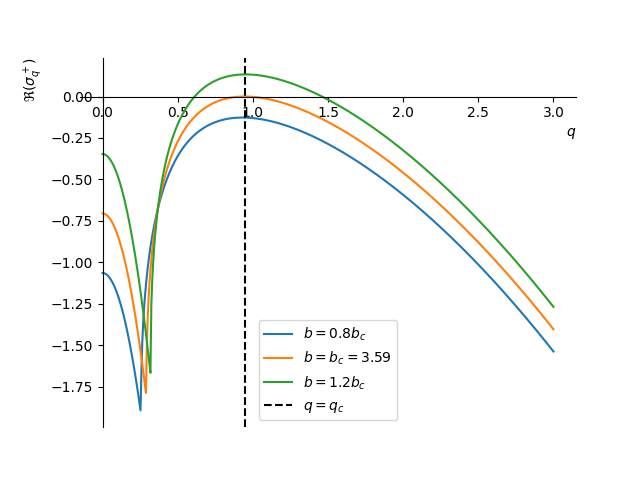 ℜ(σ_q^+)
0.00
0.0 0.5 1.0 1.5 2.0 2.5 3.0
q
−0.25
−0.50
−0.75
−1.00
−1.25
−1.50
−1.75
b = 0.8b_c
b = b_c = 3.59
b = 1.2b_c
q = q_c